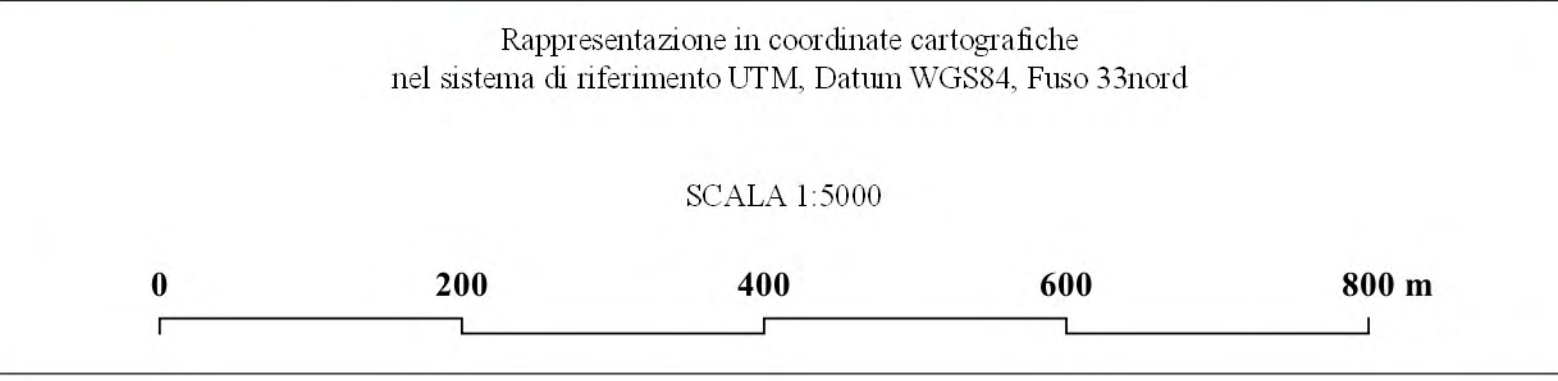 Rappresentazione in coordinate cartografiche
nel sistema di riferimento UTM, Datum WGS84, Fuso 33nord
SCALA 1:5000
0 200 400 600 800 m